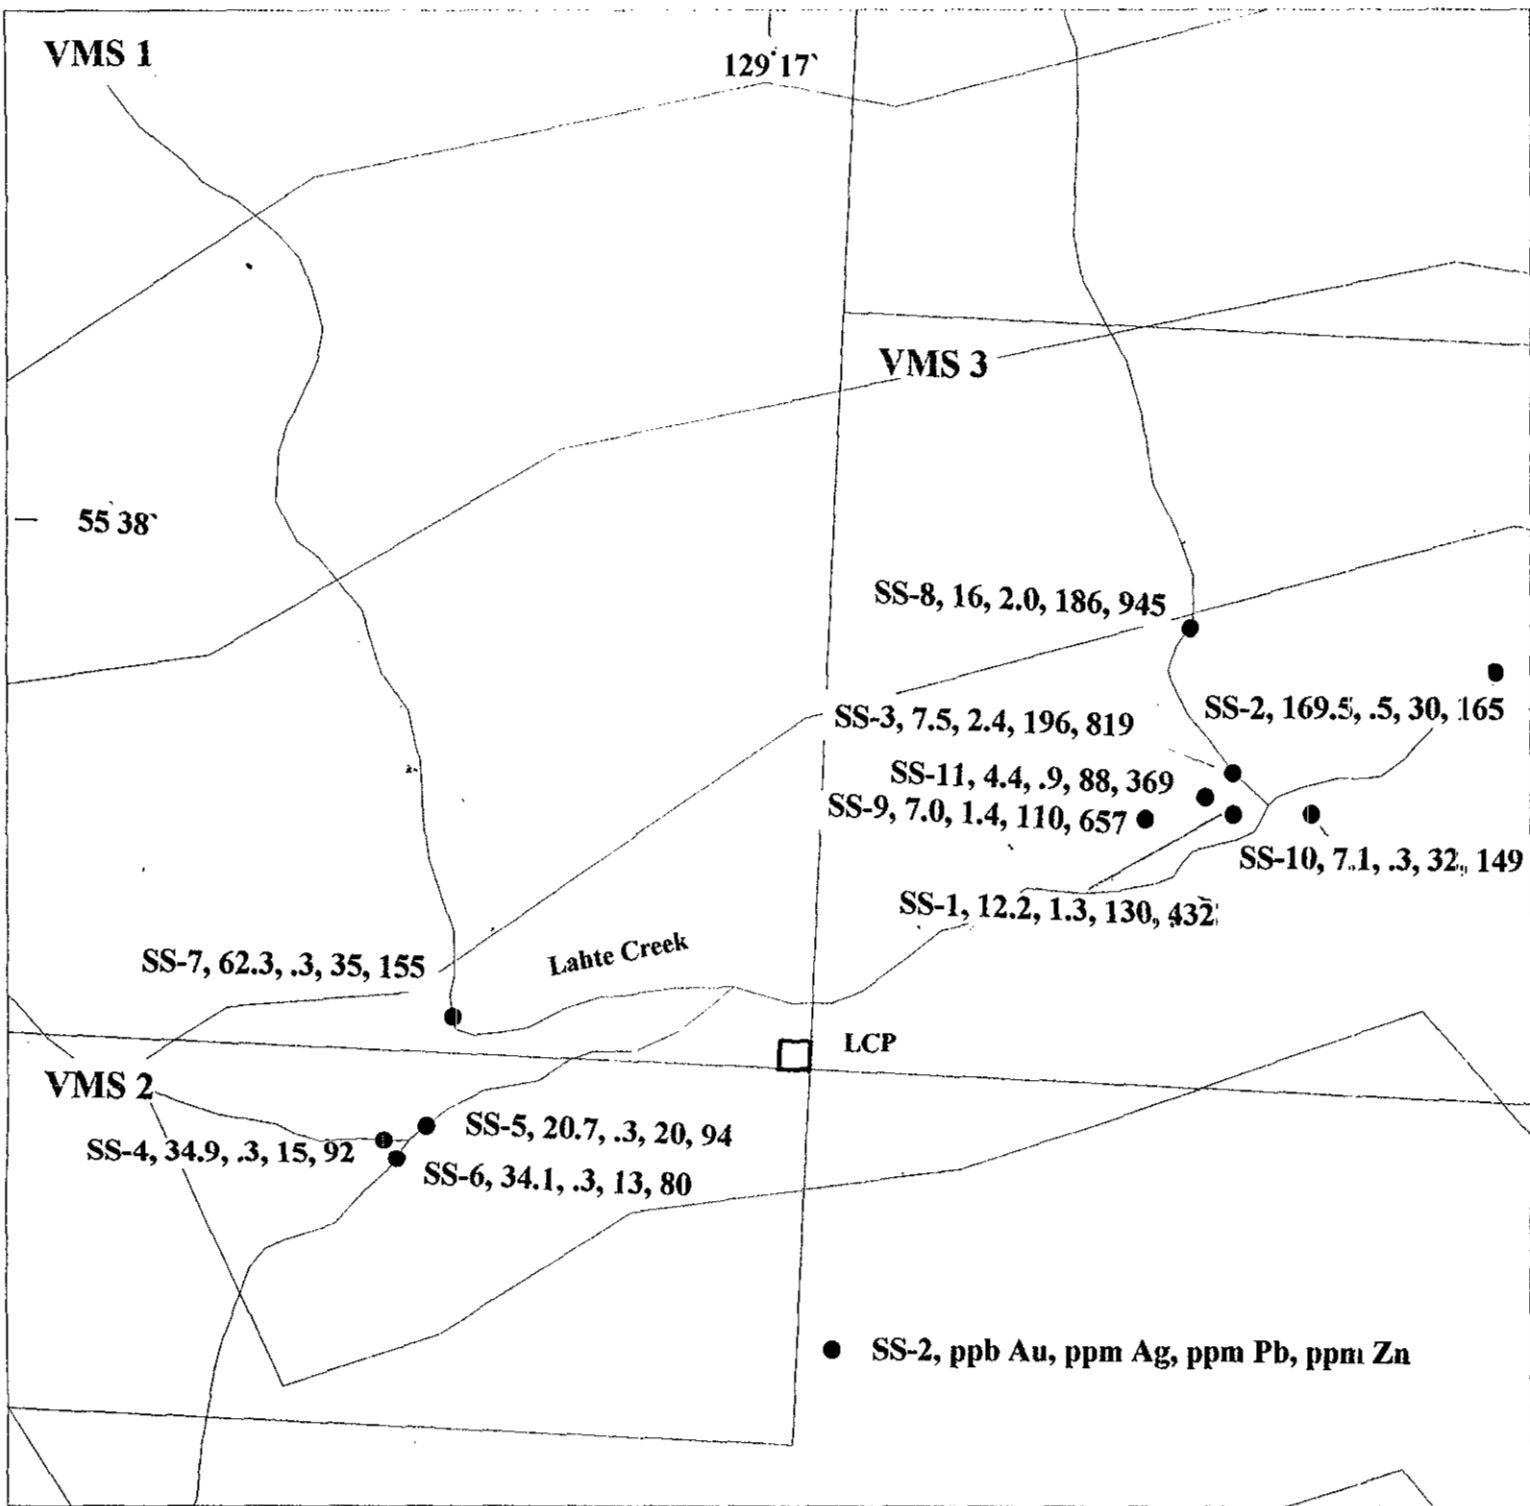 VMS 1
129 17`
VMS 3
55 38`
SS-8, 16, 2.0, 186, 945
SS-2, 169.5, .5, 30, 165
SS-3, 7.5, 2.4, 196, 819
SS-11, 4.4, .9, 88, 369
SS-9, 7.0, 1.4, 110, 657
SS-10, 7.1, .3, 32, 149
SS-1, 12.2, 1.3, 130, 432
SS-7, 62.3, .3, 35, 155
Lahte Creek
LCP
VMS 2
SS-5, 20.7, .3, 20, 94
SS-4, 34.9, .3, 15, 92
SS-6, 34.1, .3, 13, 80
SS-2, ppb Au, ppm Ag, ppm Pb, ppm Zn